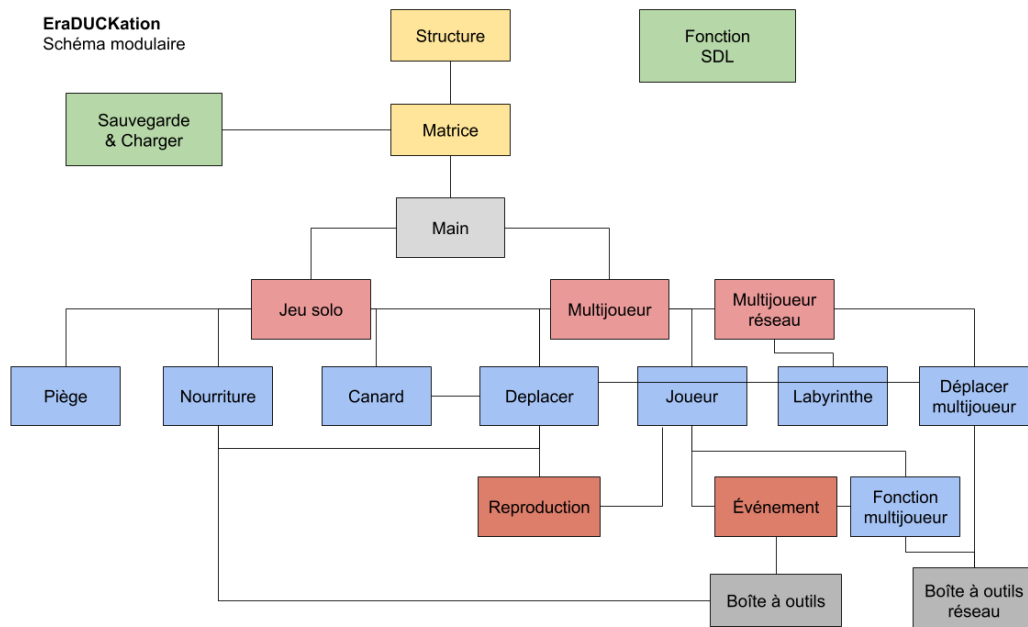 EraDUCKation
Schéma modulaire
Structure
Fonction
SDL
Sauvegarde
& Charger
Matrice
Main
Jeu solo
Multijoueur
Multijoueur
réseau
Piège
Nourriture
Canard
Deplacer
Joueur
Labyrinthe
Déplacer
multijoueur
Reproduction
Événement
Fonction
multijoueur
Boîte à outils
Boîte à outils
réseau